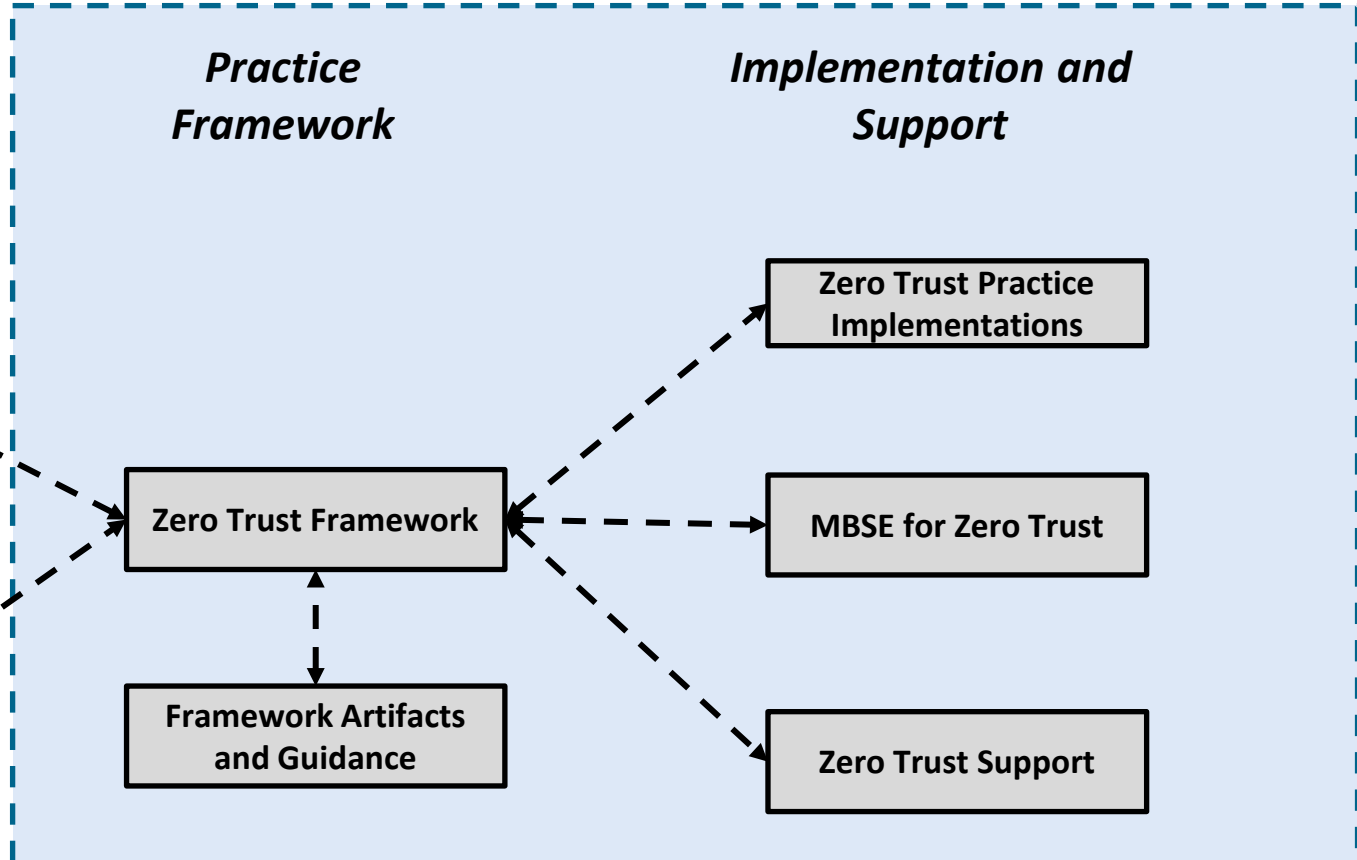 Practice
Framework
Implementation and
Support
Zero Trust Practice
Implementations
Zero Trust Framework
MBSE for Zero Trust
Framework Artifacts
and Guidance
Zero Trust Support